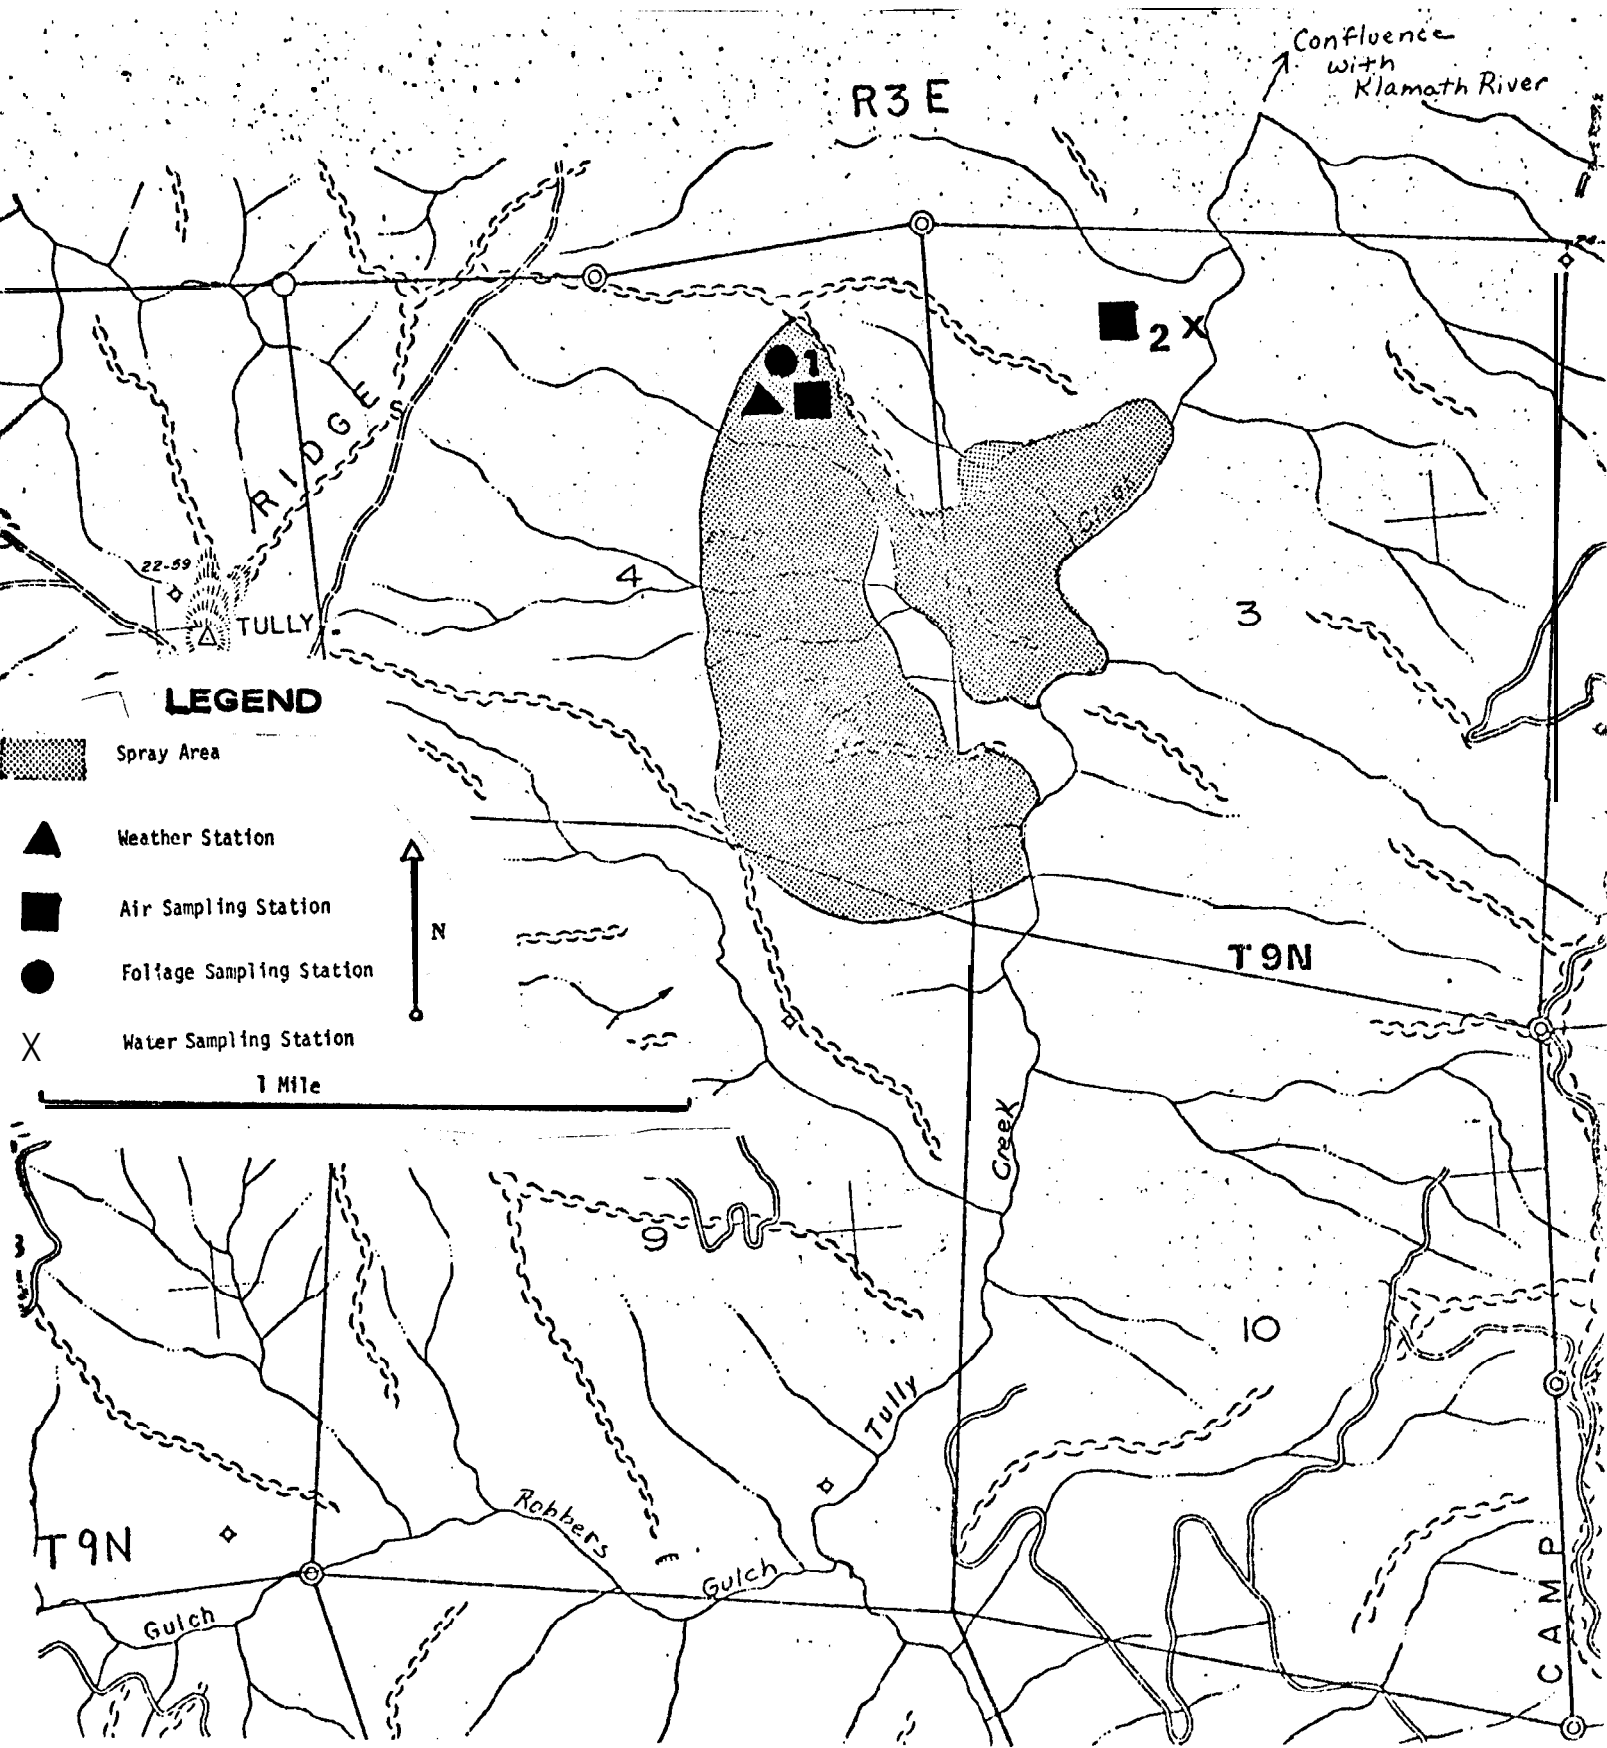 Confluence
with
Klamath River
R3E
2 X
1
RIDGE
Creek
22-59
4
3
TULLY
LEGEND
Spray Area
Weather Station
Air Sampling Station
N
T9N
Foliage Sampling Station
X Water Sampling Station
1 Mile
Creek
9
10
Tully
Robbers
T9N
Gulch
Gulch
CAMP